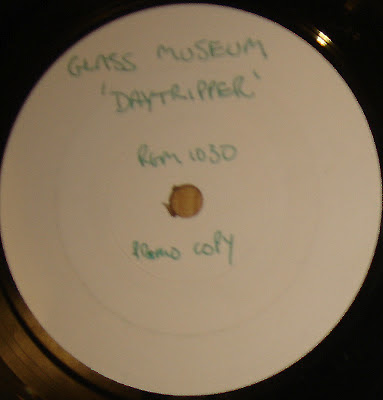 GLASS MUSEUM
'DAYTRIPPER'
RGM 1030
PROMO COPY